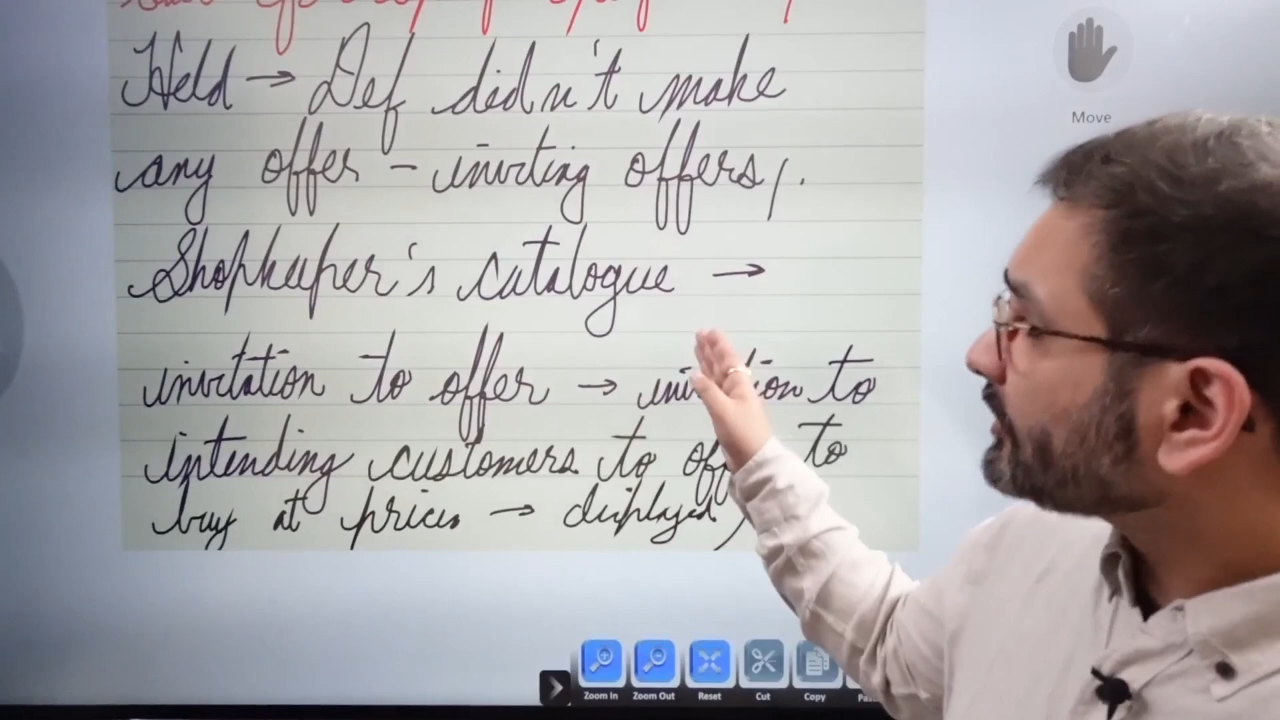 Held → Def didn't make
any offer - inviting offers/.
Shopkeeper's catalogue →
invitation to offer → to
intending customers to to
buy at prices → displayed
Move
Zoom In Zoom Out Reset Cut Copy